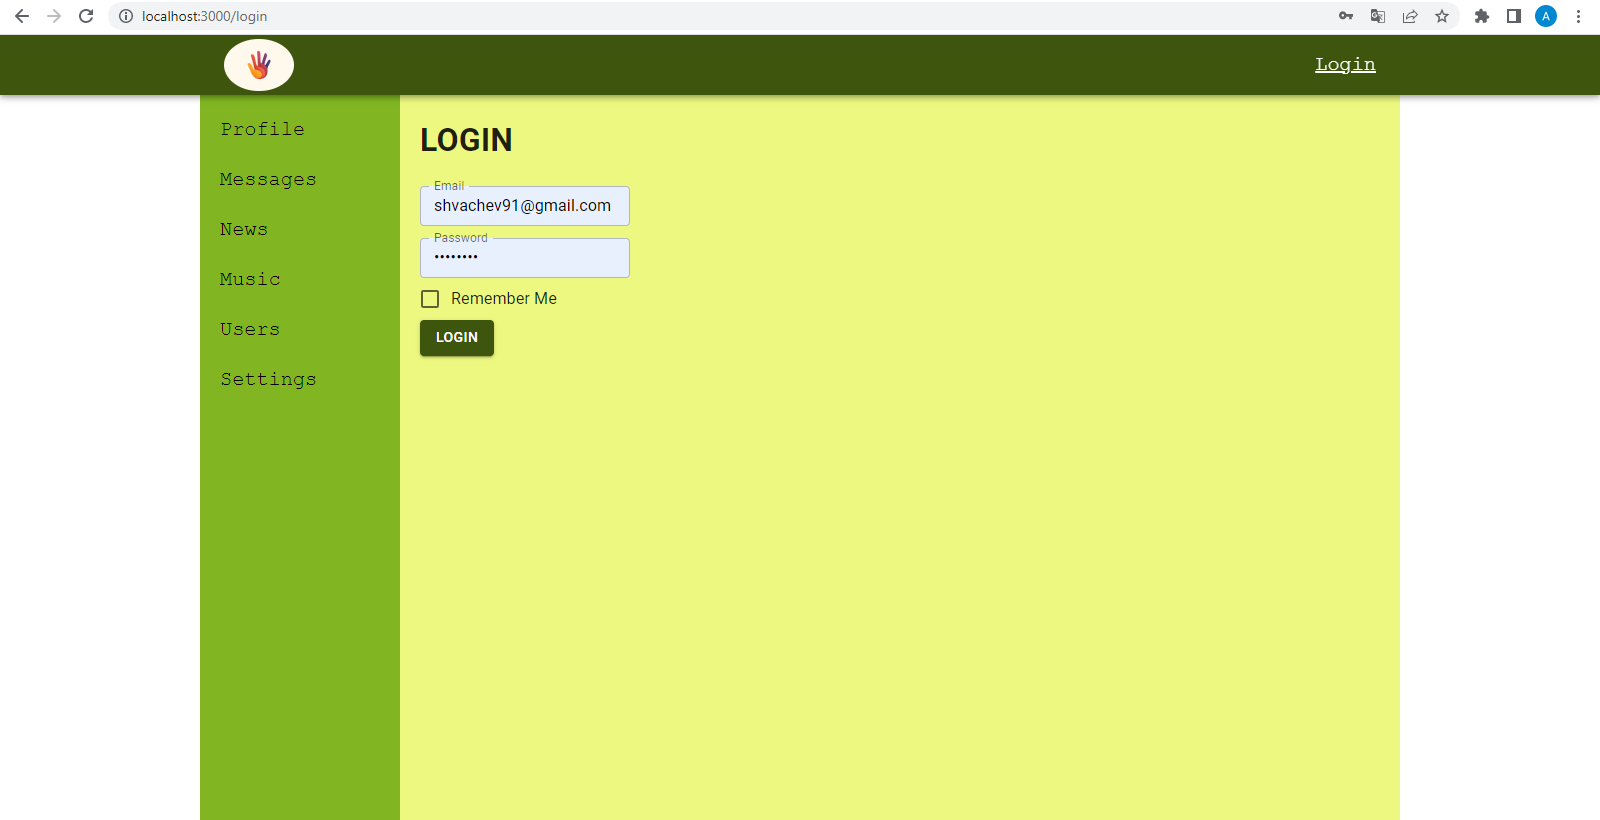 localhost:3000/login
A
Login
Profile
Messages
News
Music
Users
Settings
LOGIN
Email
shvachev91@gmail.com
Password
••••••••
Remember Me
LOGIN